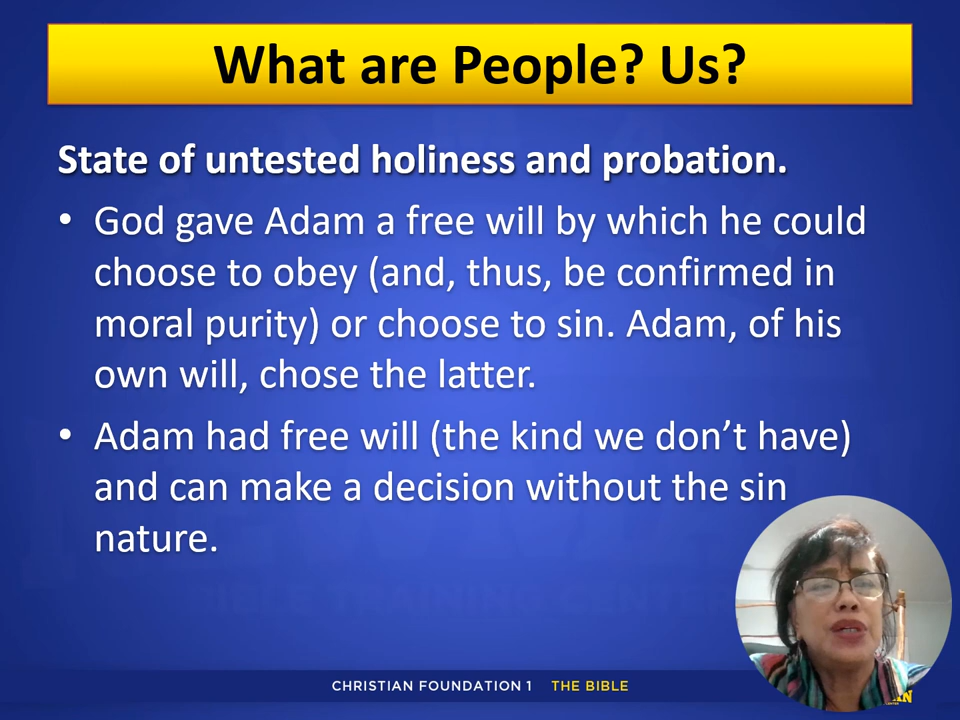 What are People? Us?
State of untested holiness and probation.
• God gave Adam a free will by which he could
choose to obey (and, thus, be confirmed in
moral purity) or choose to sin. Adam, of his
own will, chose the latter.
• Adam had free will (the kind we don’t have)
and can make a decision without the sin
nature.
CHRISTIAN FOUNDATION 1 THE BIBLE